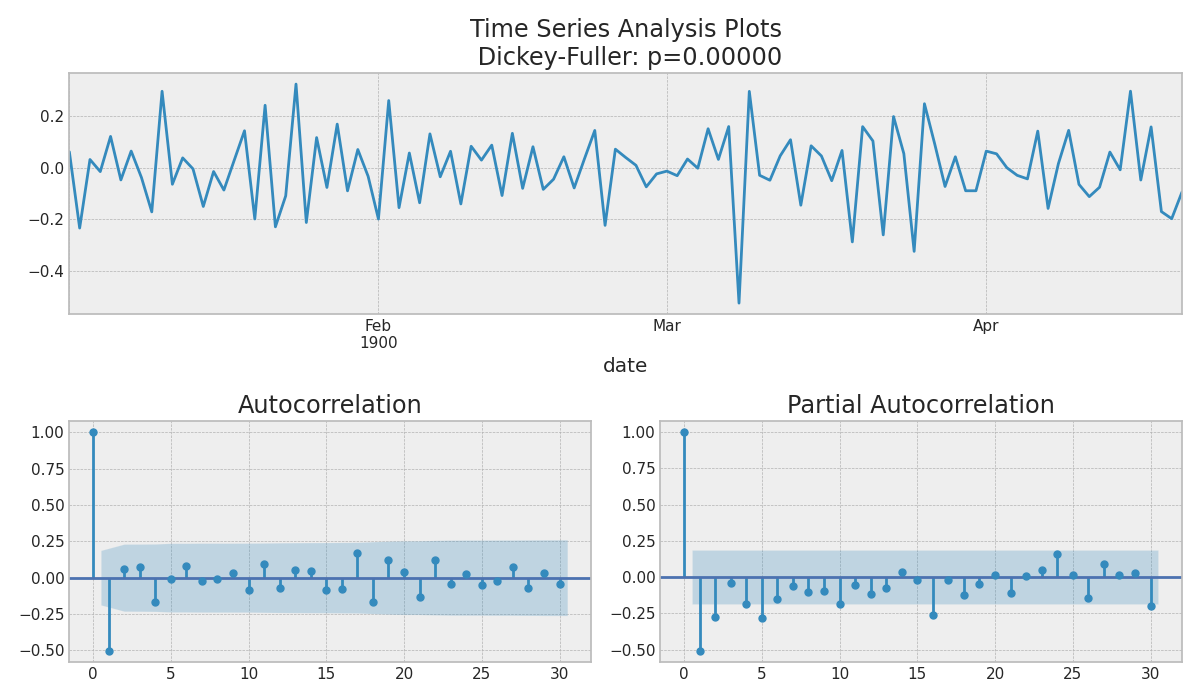 Time Series Analysis Plots
Dickey-Fuller: p=0.00000
0.2
0.0
−0.2
−0.4
Feb
1900
Mar
Apr
date
Autocorrelation
1.00
0.75
0.50
0.25
0.00
−0.25
−0.50
0 5 10 15 20 25 30
Partial Autocorrelation
1.00
0.75
0.50
0.25
0.00
−0.25
−0.50
0 5 10 15 20 25 30